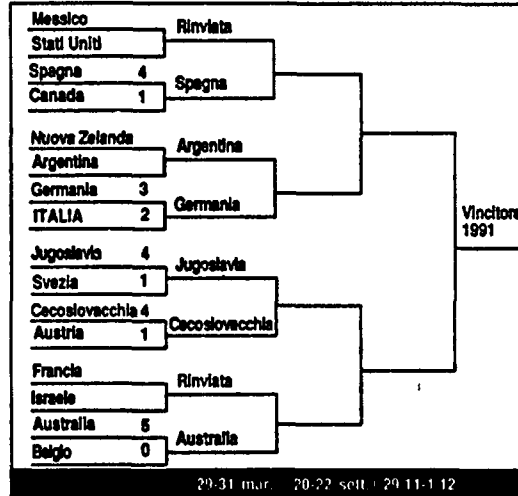 Messico
Rinviata
Stati Uniti
Spagna 4
Spagna
Canada 1
Nuova Zelanda
Argentina
Argentina
Germania 3
Germania
ITALIA 2
Vincitore
1991
Jugoslavia 4
Jugoslavia
Svezia 1
Cecoslovacchia 4
Cecoslovacchia
Austria 1
Francia
Rinviata
Israele
Australia 5
Australia
Belgio 0
29-31 mar. 20-22 sett. 29.11-1.12